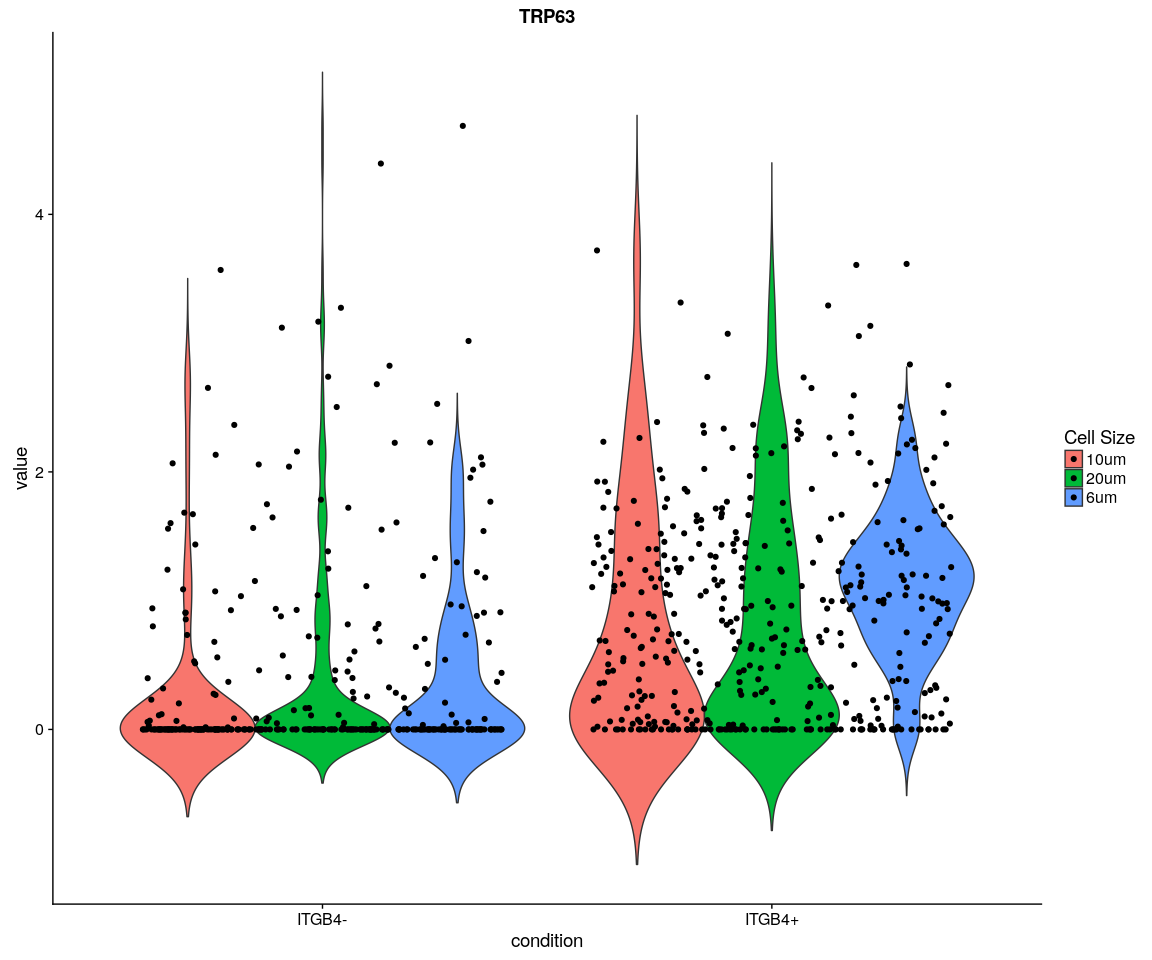 TRP63
value
4
2
0
ITGB4-
ITGB4+
condition
Cell Size
10um
20um
6um